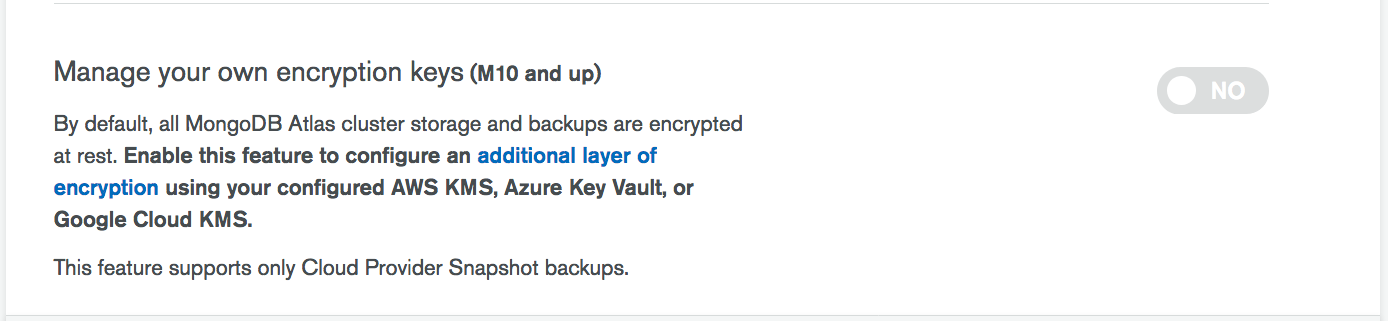 Manage your own encryption keys (M10 and up)
NO
By default, all MongoDB Atlas cluster storage and backups are encrypted
at rest. Enable this feature to configure an additional layer of
encryption using your configured AWS KMS, Azure Key Vault, or
Google Cloud KMS.
This feature supports only Cloud Provider Snapshot backups.